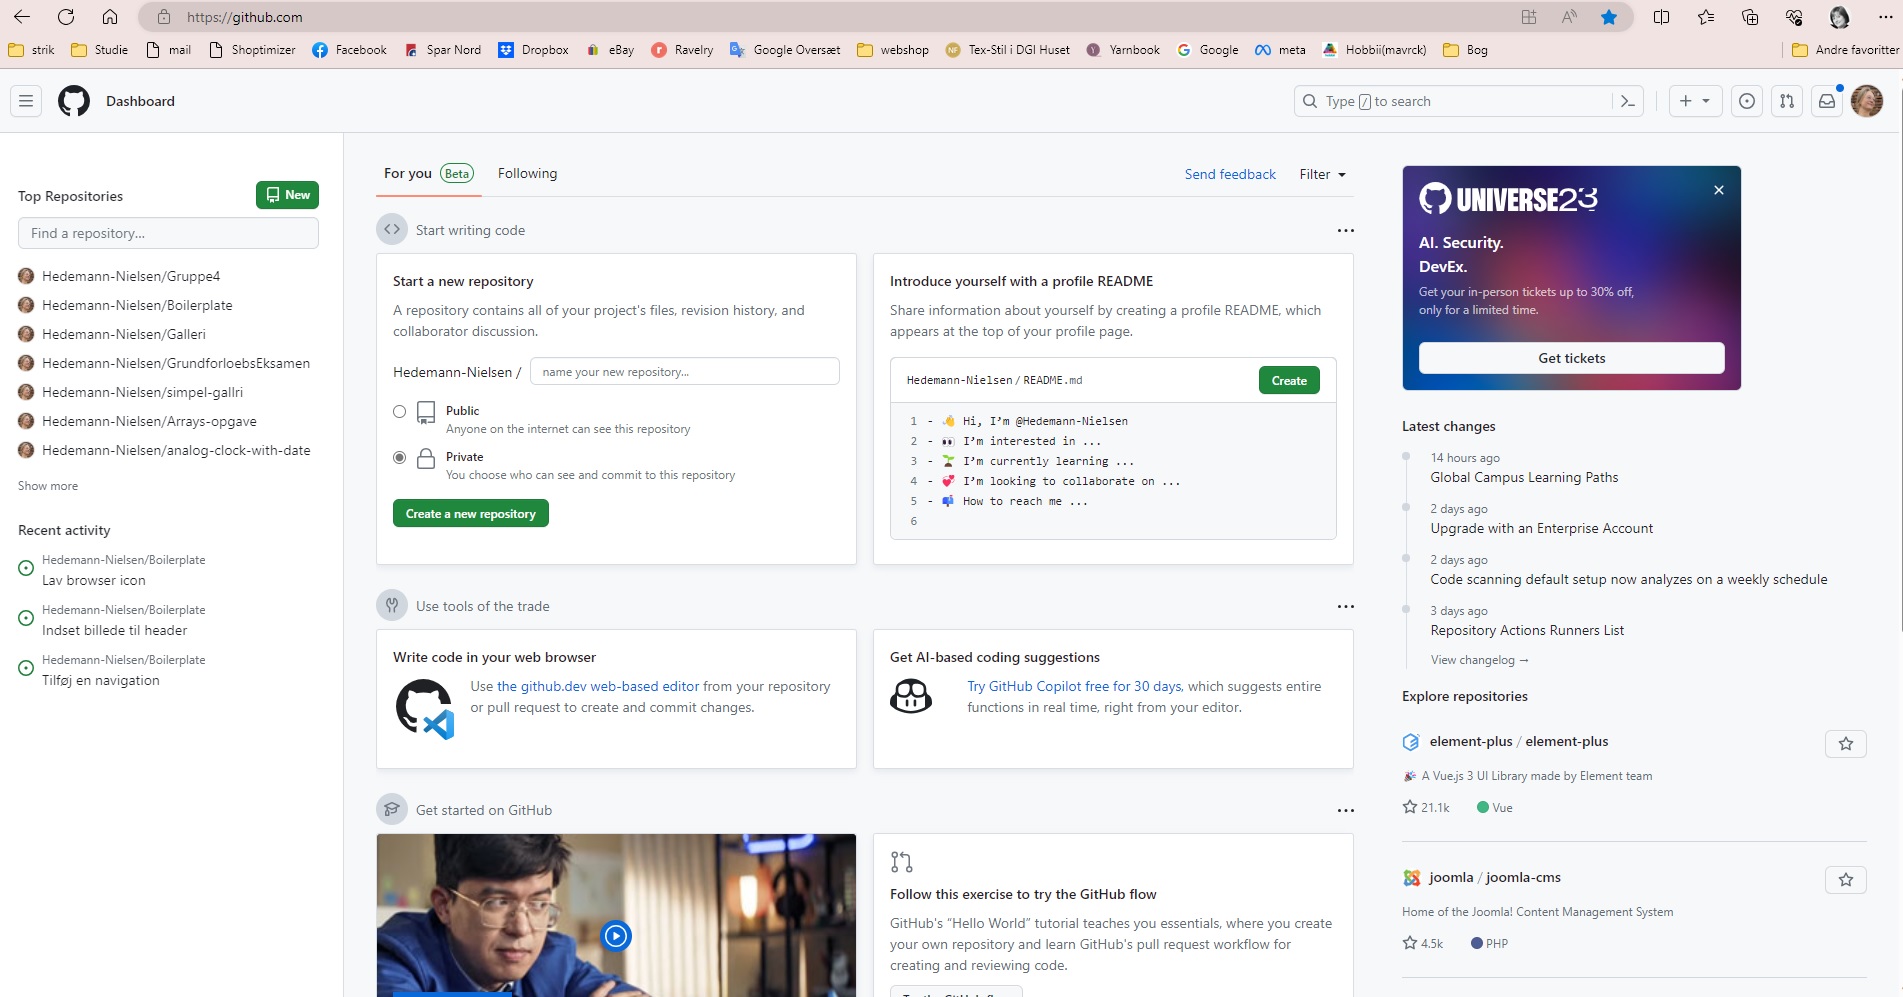 https://github.com
strik
Studie
mail
Shoptimizer
Facebook
Spar Nord
Dropbox
eBay
Ravelry
Google Oversæt
webshop
Tex-Stil i DGI Huset
Yarnbook
Google
meta
Hobbii(mavrck)
Bog
Andre favoritter
Dashboard
Type / to search
Top Repositories
New
Find a repository...
Hedemann-Nielsen/Gruppe4
Hedemann-Nielsen/Boilerplate
Hedemann-Nielsen/Galleri
Hedemann-Nielsen/GrundforloebsEksamen
Hedemann-Nielsen/simpel-gallri
Hedemann-Nielsen/Arrays-opgave
Hedemann-Nielsen/analog-clock-with-date
Show more
Recent activity
Hedemann-Nielsen/Boilerplate
Lav browser icon
Hedemann-Nielsen/Boilerplate
Indset billede til header
Hedemann-Nielsen/Boilerplate
Tilføj en navigation
For you Beta
Following
Send feedback
Filter
Start writing code
Start a new repository
A repository contains all of your project's files, revision history, and
collaborator discussion.
Hedemann-Nielsen /
name your new repository...
Public
Anyone on the internet can see this repository
Private
You choose who can see and commit to this repository
Create a new repository
Introduce yourself with a profile README
Share information about yourself by creating a profile README, which
appears at the top of your profile page.
Hedemann-Nielsen / README.md
Create
1 - 👋 Hi, I’m @Hedemann-Nielsen
2 - 👀 I’m interested in ...
3 - 🌱 I’m currently learning ...
4 - 💞️ I’m looking to collaborate on ...
5 - 📫 How to reach me ...
6
Use tools of the trade
Write code in your web browser
Use the github.dev web-based editor from your repository
or pull request to create and commit changes.
Get AI-based coding suggestions
Try GitHub Copilot free for 30 days, which suggests entire
functions in real time, right from your editor.
Get started on GitHub
Follow this exercise to try the GitHub flow
GitHub's “Hello World” tutorial teaches you essentials, where you create
your own repository and learn GitHub's pull request workflow for
creating and reviewing code.
UNIVERSE23
AI. Security.
DevEx.
Get your in-person tickets up to 30% off,
only for a limited time.
Get tickets
Latest changes
14 hours ago
Global Campus Learning Paths
2 days ago
Upgrade with an Enterprise Account
2 days ago
Code scanning default setup now analyzes on a weekly schedule
3 days ago
Repository Actions Runners List
View changelog →
Explore repositories
element-plus / element-plus
🎉 A Vue.js 3 UI Library made by Element team
21.1k
Vue
joomla / joomla-cms
Home of the Joomla! Content Management System
4.5k
PHP